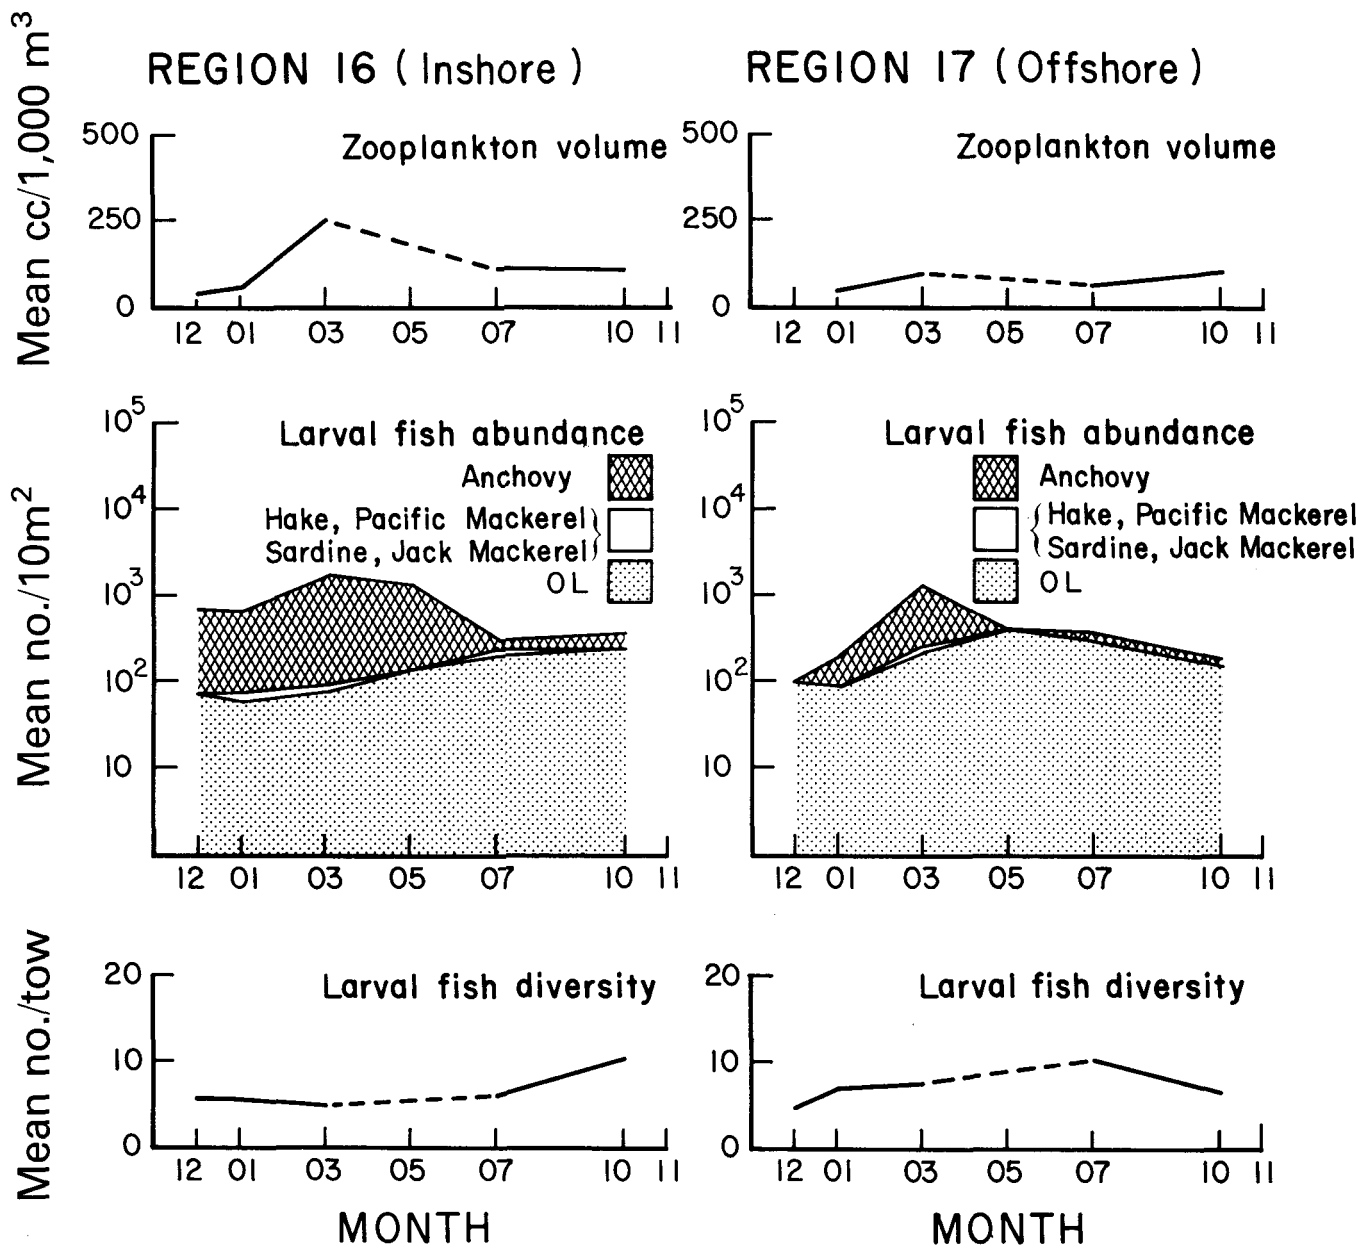 REGION 16 (Inshore)
Mean cc/1,000 m³
500
250
0
Zooplankton volume
12 01 03 05 07 10 11
Mean no./10m²
10⁵
10⁴
10³
10²
10
Larval fish abundance
Anchovy
Hake, Pacific Mackerel
Sardine, Jack Mackerel
OL
12 01 03 05 07 10 11
Mean no./tow
20
10
0
Larval fish diversity
12 01 03 05 07 10 11
MONTH
REGION 17 (Offshore)
500
250
0
Zooplankton volume
12 01 03 05 07 10 11
10⁵
10⁴
10³
10²
10
Larval fish abundance
Anchovy
Hake, Pacific Mackerel
Sardine, Jack Mackerel
OL
12 01 03 05 07 10 11
20
10
0
Larval fish diversity
12 01 03 05 07 10 11
MONTH